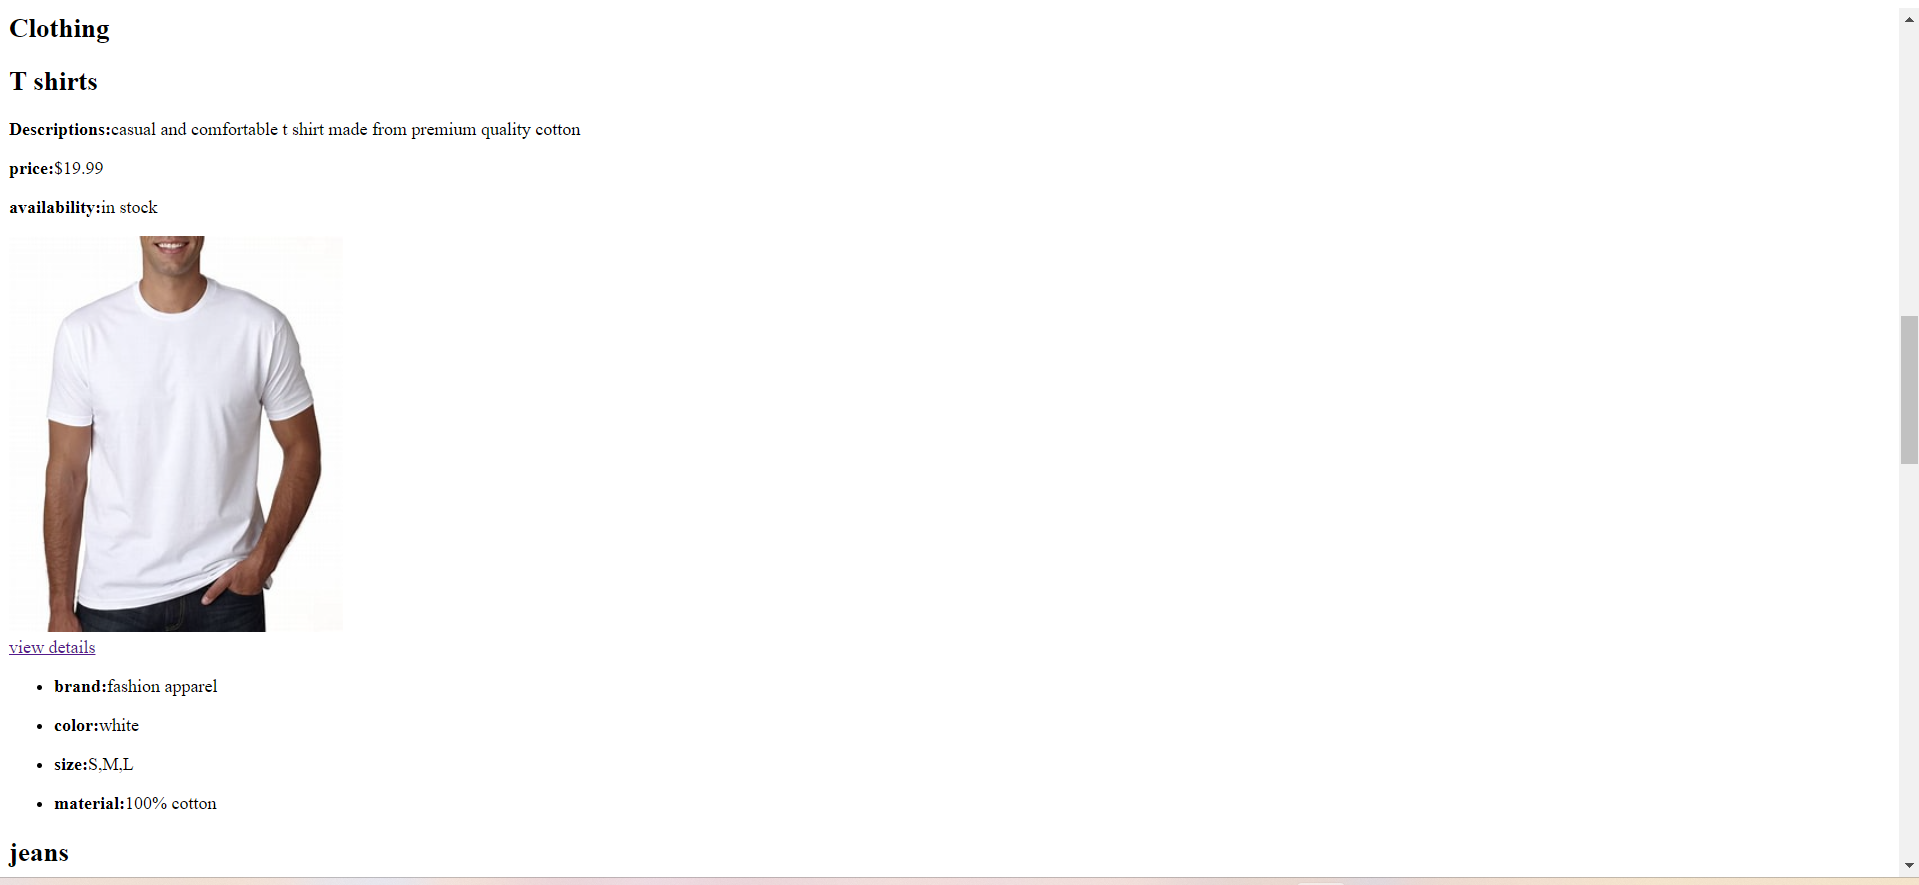 Clothing
T shirts
Descriptions:casual and comfortable t shirt made from premium quality cotton
price:$19.99
availability:in stock
view details
brand:fashion apparel
color:white
size:S,M,L
material:100% cotton
jeans